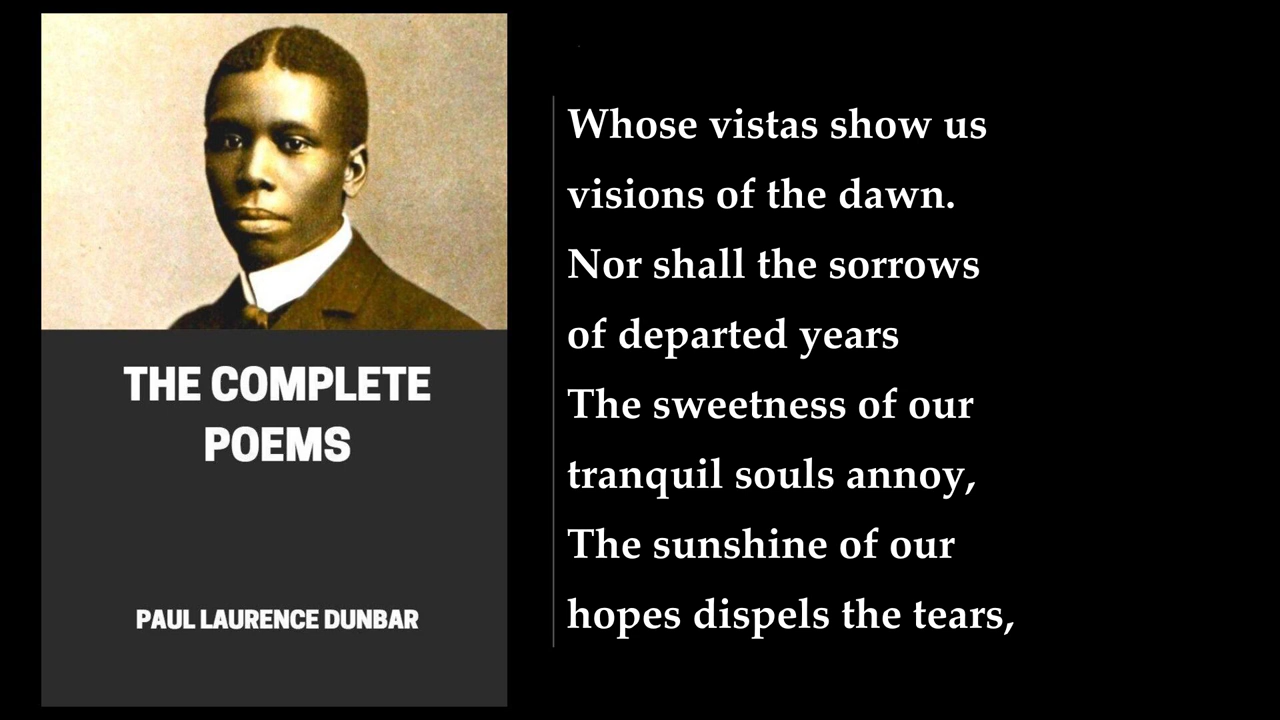 THE COMPLETE
POEMS
PAUL LAURENCE DUNBAR
Whose vistas show us
visions of the dawn.
Nor shall the sorrows
of departed years
The sweetness of our
tranquil souls annoy,
The sunshine of our
hopes dispels the tears,